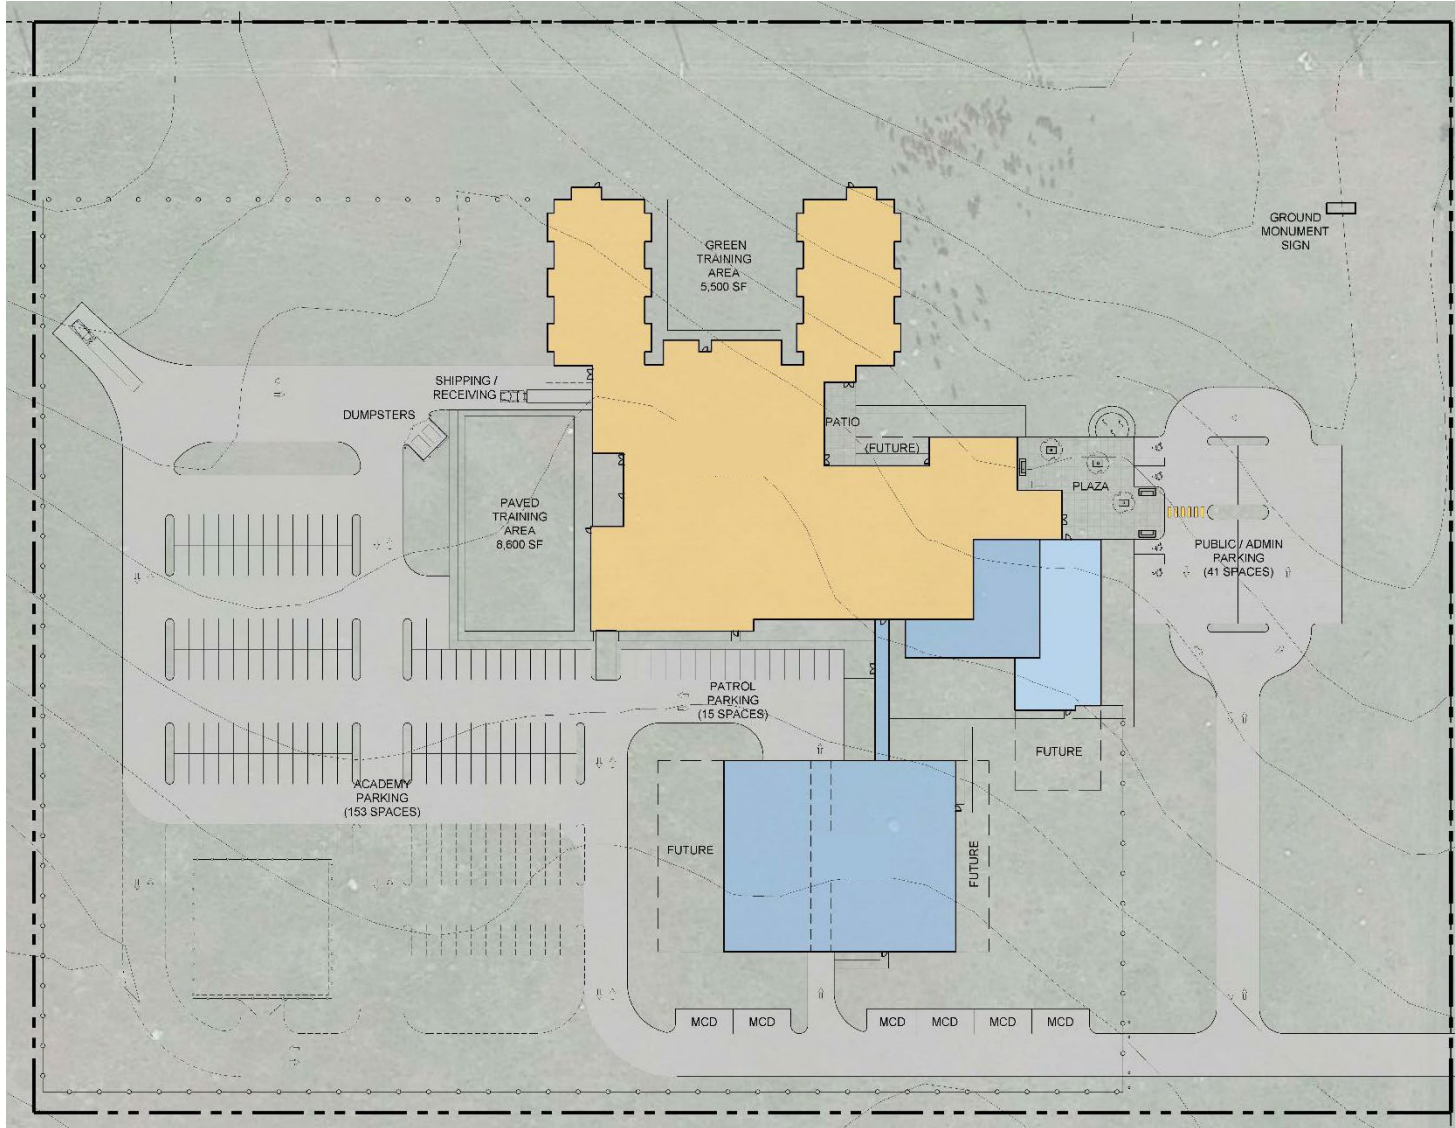 GROUND
MONUMENT
SIGN
GREEN
TRAINING
AREA
5,500 SF
SHIPPING /
RECEIVING
DUMPSTERS
PATIO
(FUTURE)
PLAZA
PAVED
TRAINING
AREA
8,600 SF
PUBLIC / ADMIN
PARKING
(41 SPACES)
PATROL
PARKING
(15 SPACES)
FUTURE
ACADEMY
PARKING
(153 SPACES)
FUTURE
FUTURE
MCD
MCD
MCD
MCD
MCD
MCD